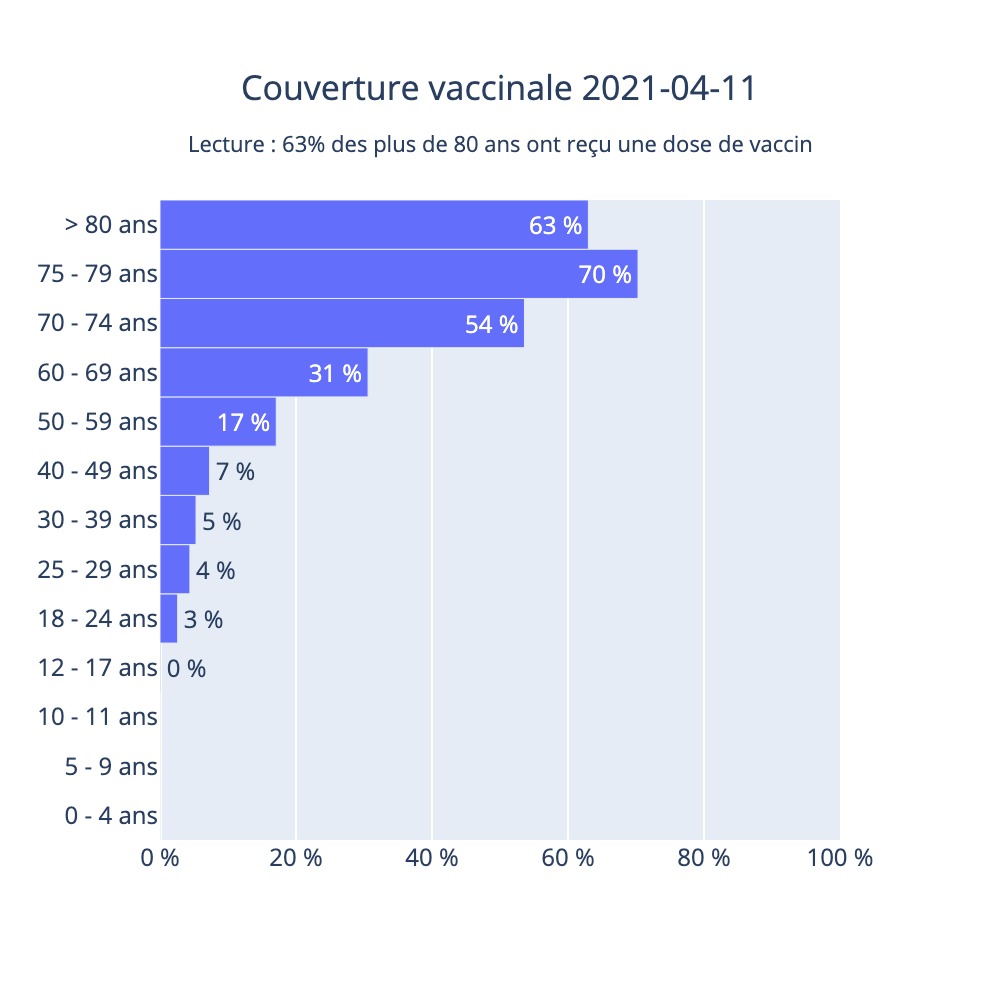 Couverture vaccinale 2021-04-11
Lecture : 63% des plus de 80 ans ont reçu une dose de vaccin
> 80 ans 63 %
75 - 79 ans 70 %
70 - 74 ans 54 %
60 - 69 ans 31 %
50 - 59 ans 17 %
40 - 49 ans 7 %
30 - 39 ans 5 %
25 - 29 ans 4 %
18 - 24 ans 3 %
12 - 17 ans 0 %
10 - 11 ans
5 - 9 ans
0 - 4 ans
0 % 20 % 40 % 60 % 80 % 100 %